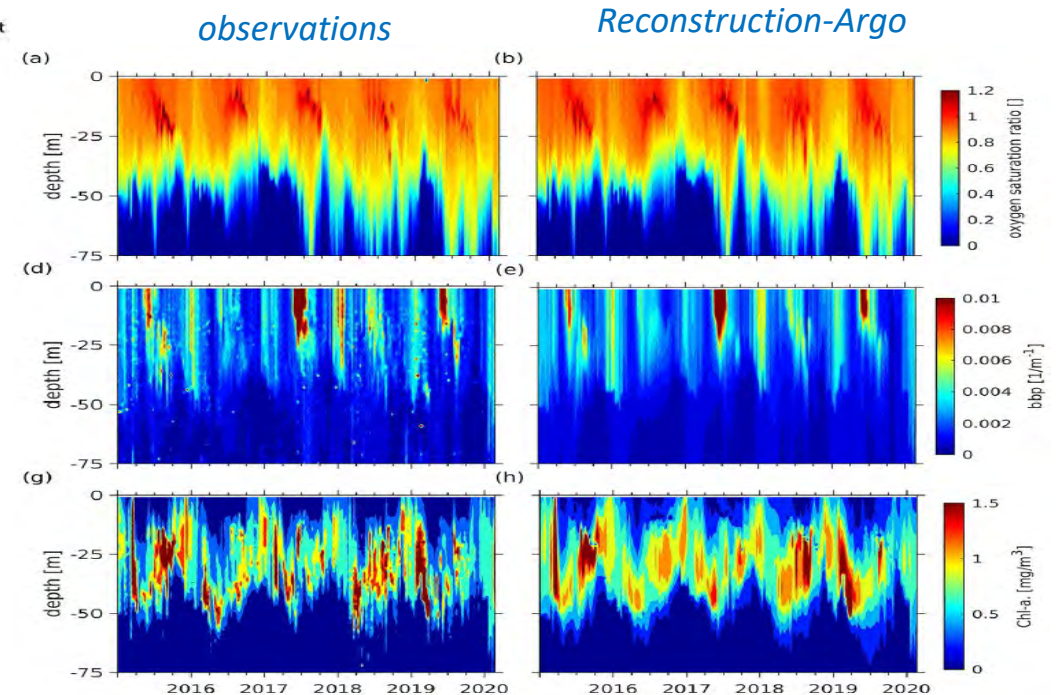 t
observations
Reconstruction-Argo
(a)
(b)
0
-25
-50
-75
depth [m]
1.2
1
0.8
0.6
0.4
0.2
0
oxygen saturation ratio []
(d)
(e)
0
-25
-50
-75
depth [m]
0.01
0.008
0.006
0.004
0.002
0
bbp [1/m⁻¹]
(g)
(h)
0
-25
-50
-75
depth [m]
1.5
1
0.5
0
Chl-a. [mg/m³]
2016 2017 2018 2019 2020
2016 2017 2018 2019 2020